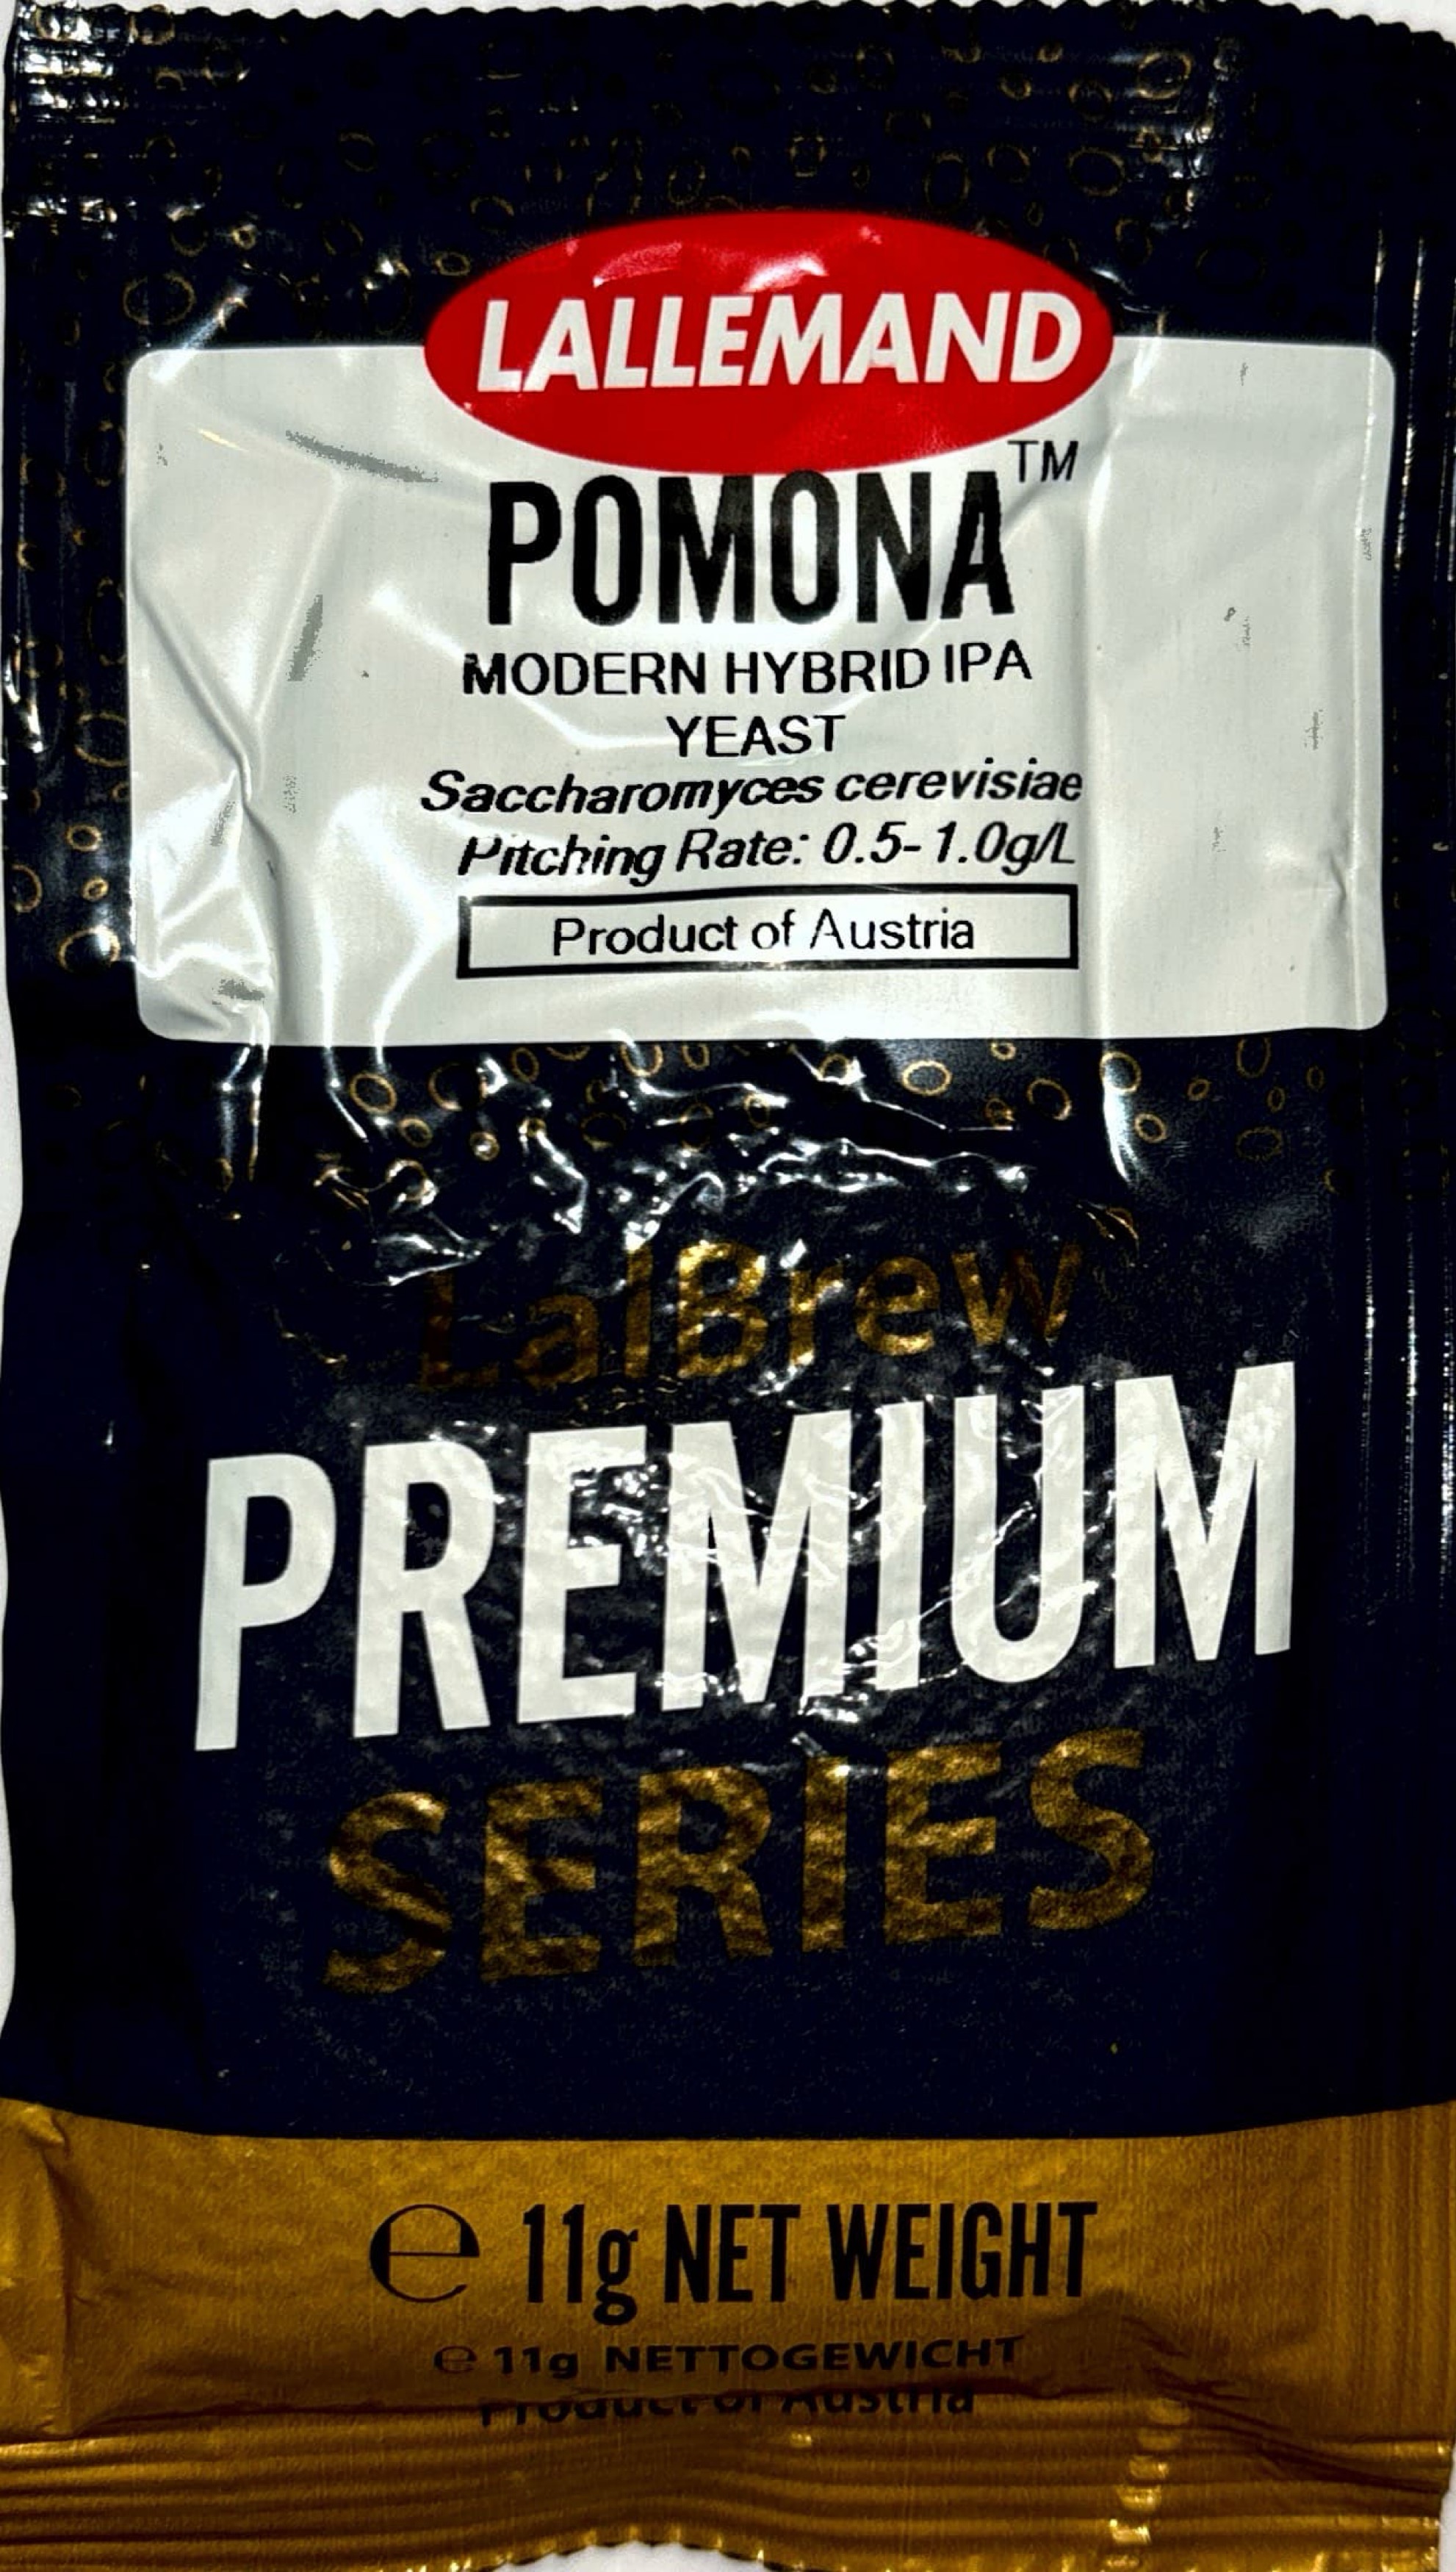 LALLEMAND
POMONA™
MODERN HYBRID IPA
YEAST
Saccharomyces cerevisiae
Pitching Rate: 0.5-1.0g/L
Product of Austria
LalBrew
PREMIUM
SERIES
℮ 11g NET WEIGHT
℮ 11g NETTOGEWICHT
Product of Austria